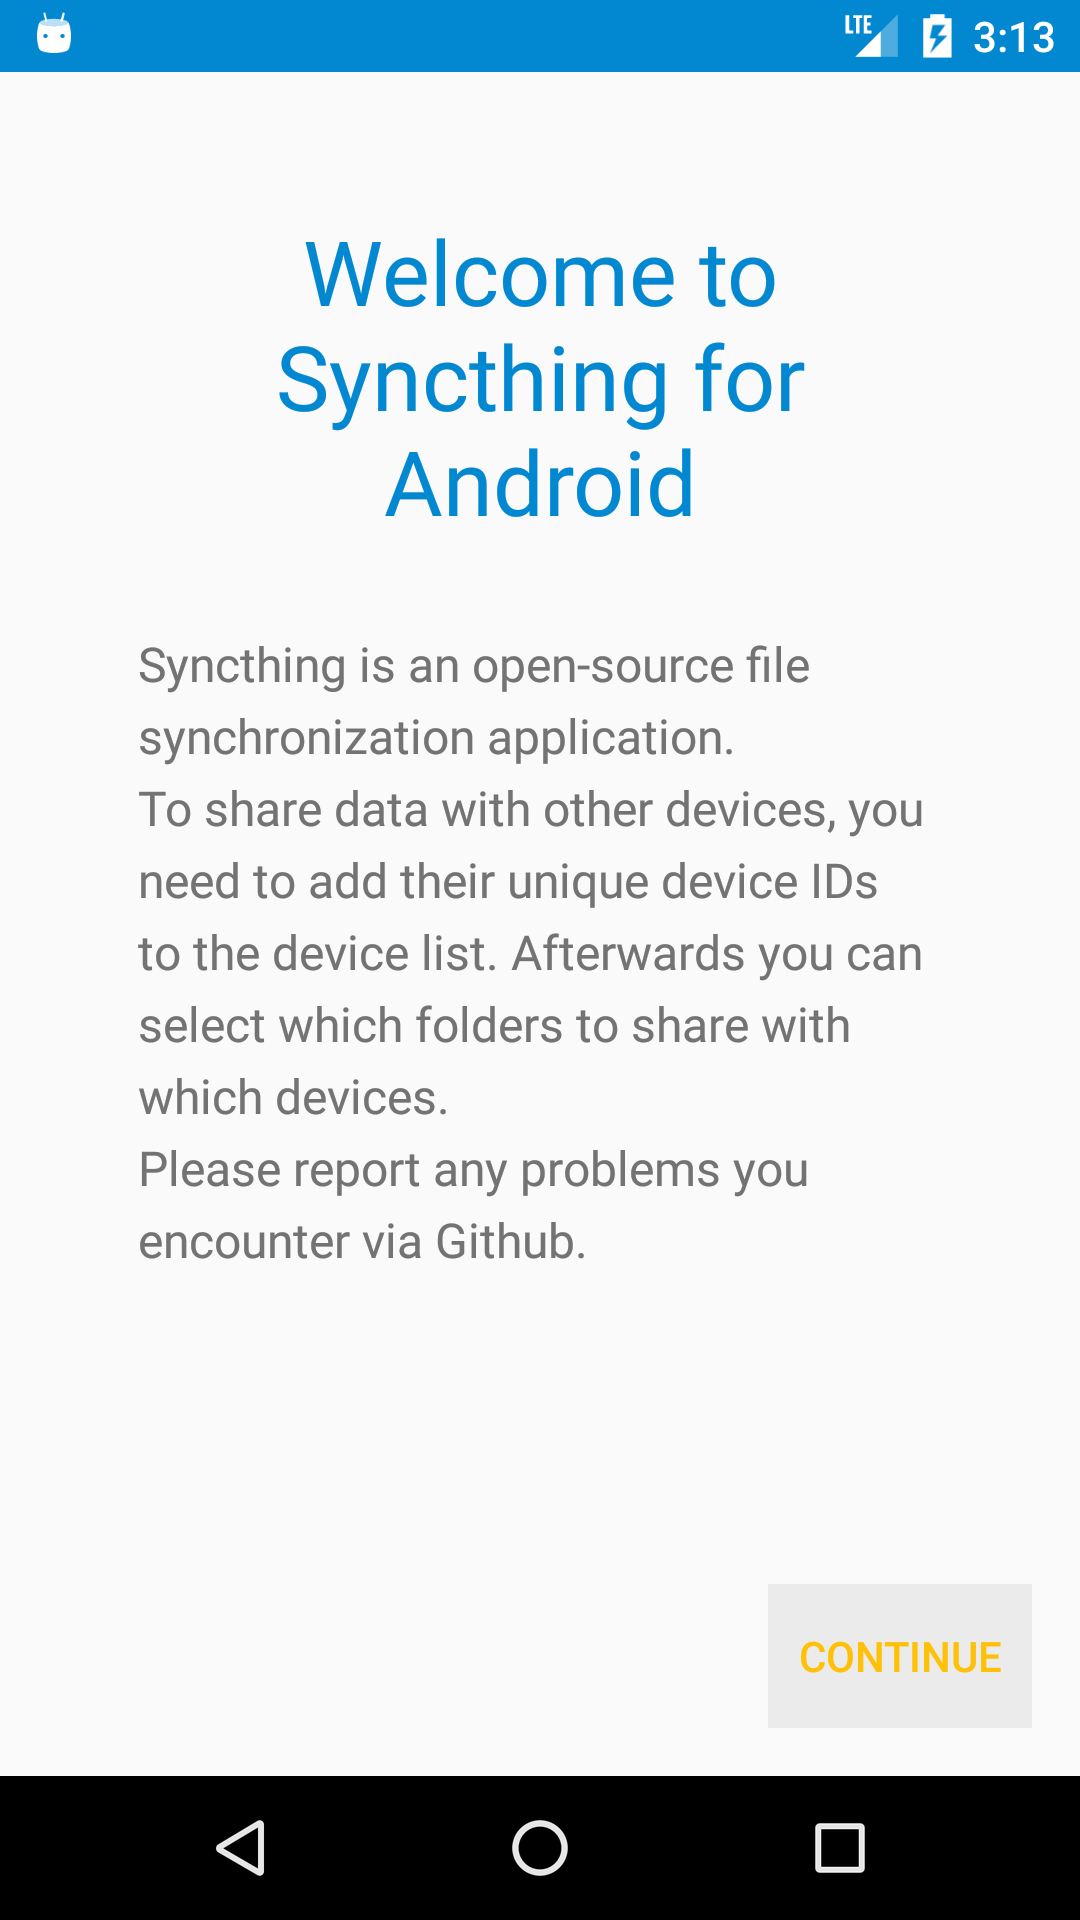 LTE 3:13
Welcome to
Syncthing for
Android
Syncthing is an open-source file
synchronization application.
To share data with other devices, you
need to add their unique device IDs
to the device list. Afterwards you can
select which folders to share with
which devices.
Please report any problems you
encounter via Github.
CONTINUE